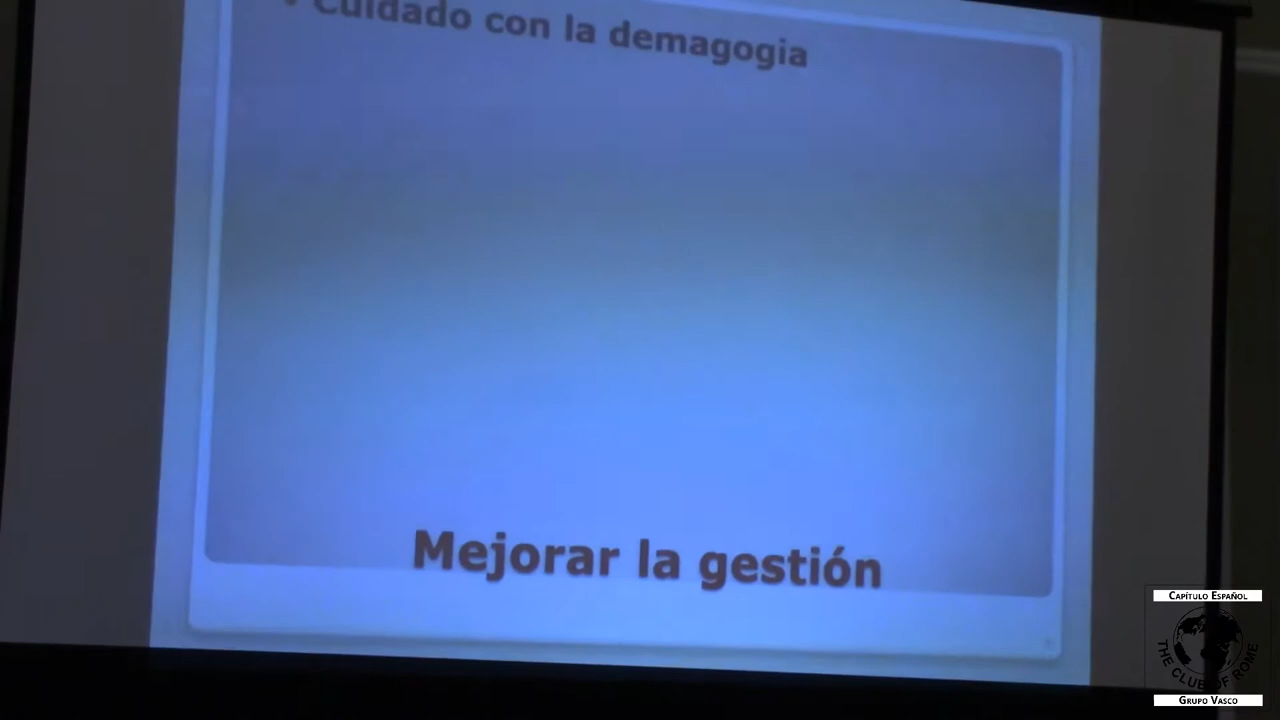 • Cuidado con la demagogia
Mejorar la gestión
Capítulo Español
THE CLUB OF ROME
Grupo Vasco